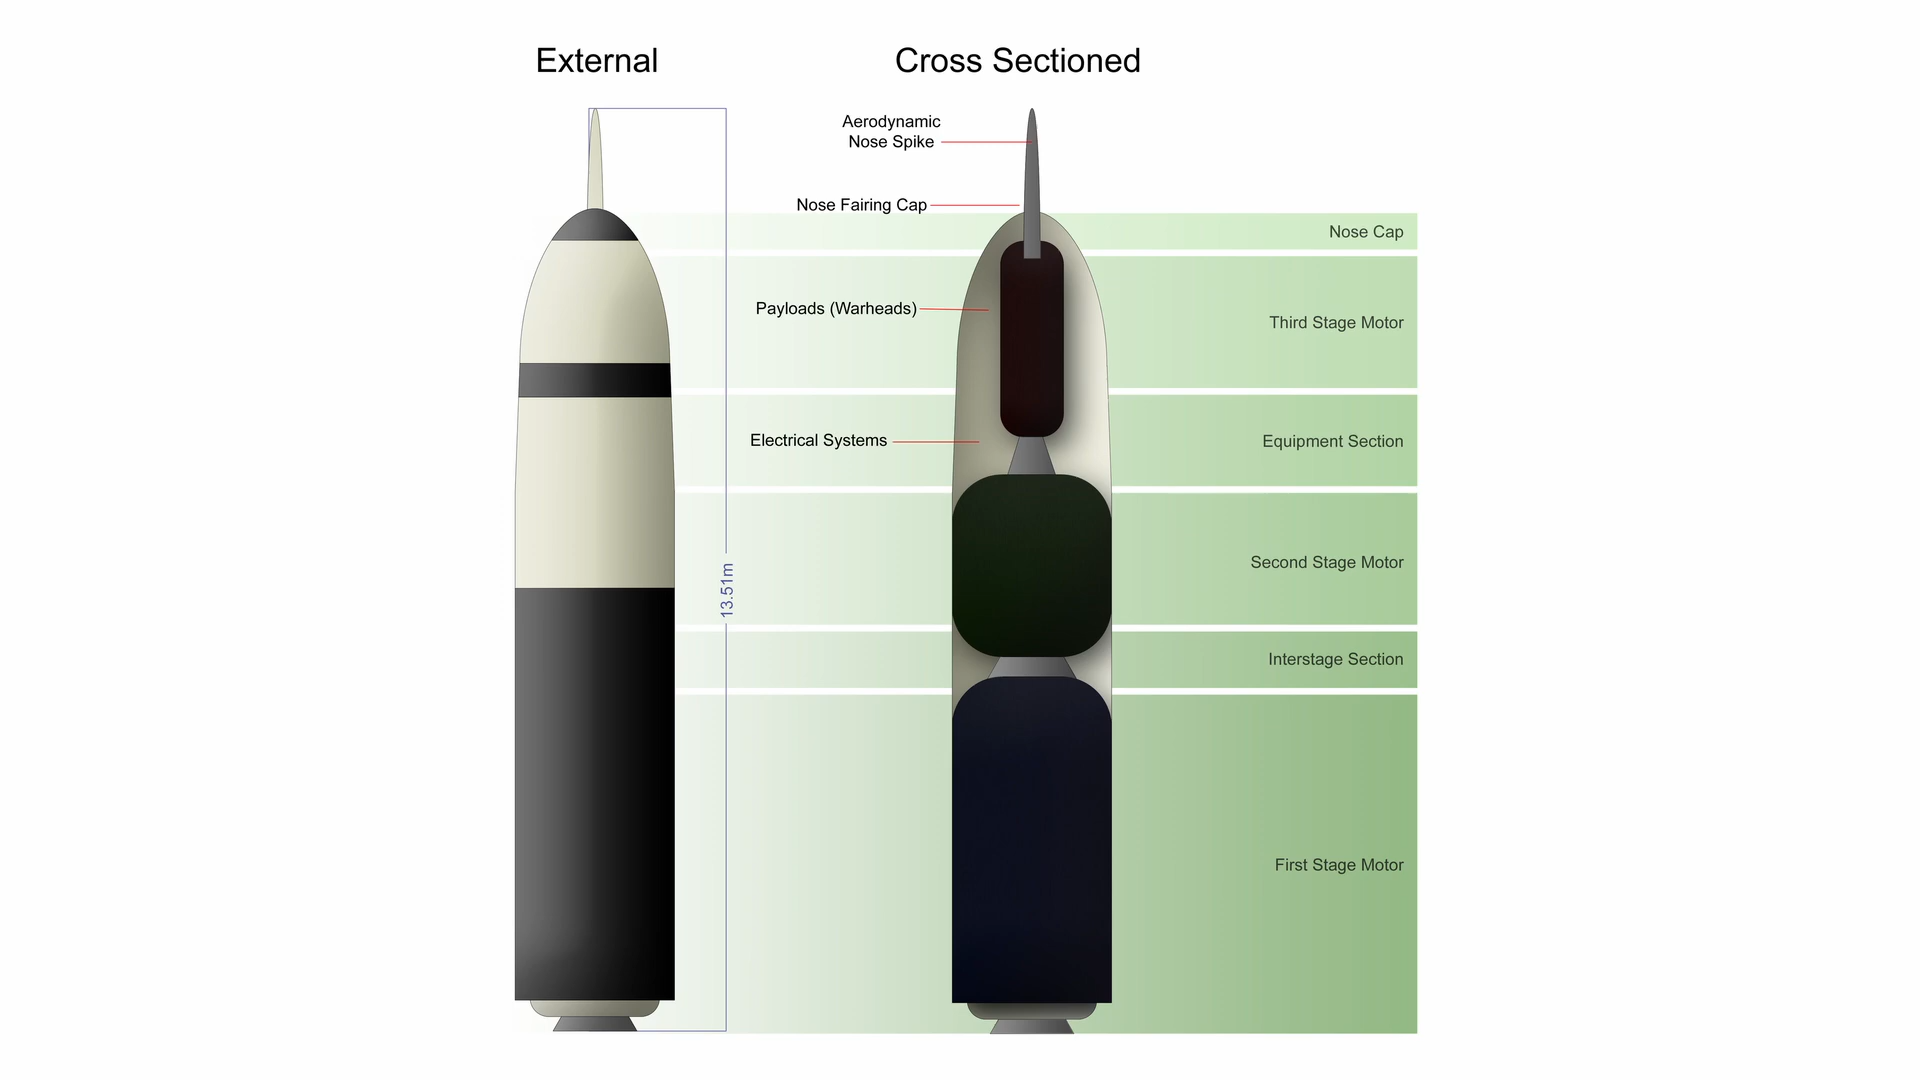 External
Cross Sectioned
Aerodynamic
Nose Spike
Nose Fairing Cap
Nose Cap
Payloads (Warheads)
Third Stage Motor
Electrical Systems
Equipment Section
Second Stage Motor
13.51m
Interstage Section
First Stage Motor